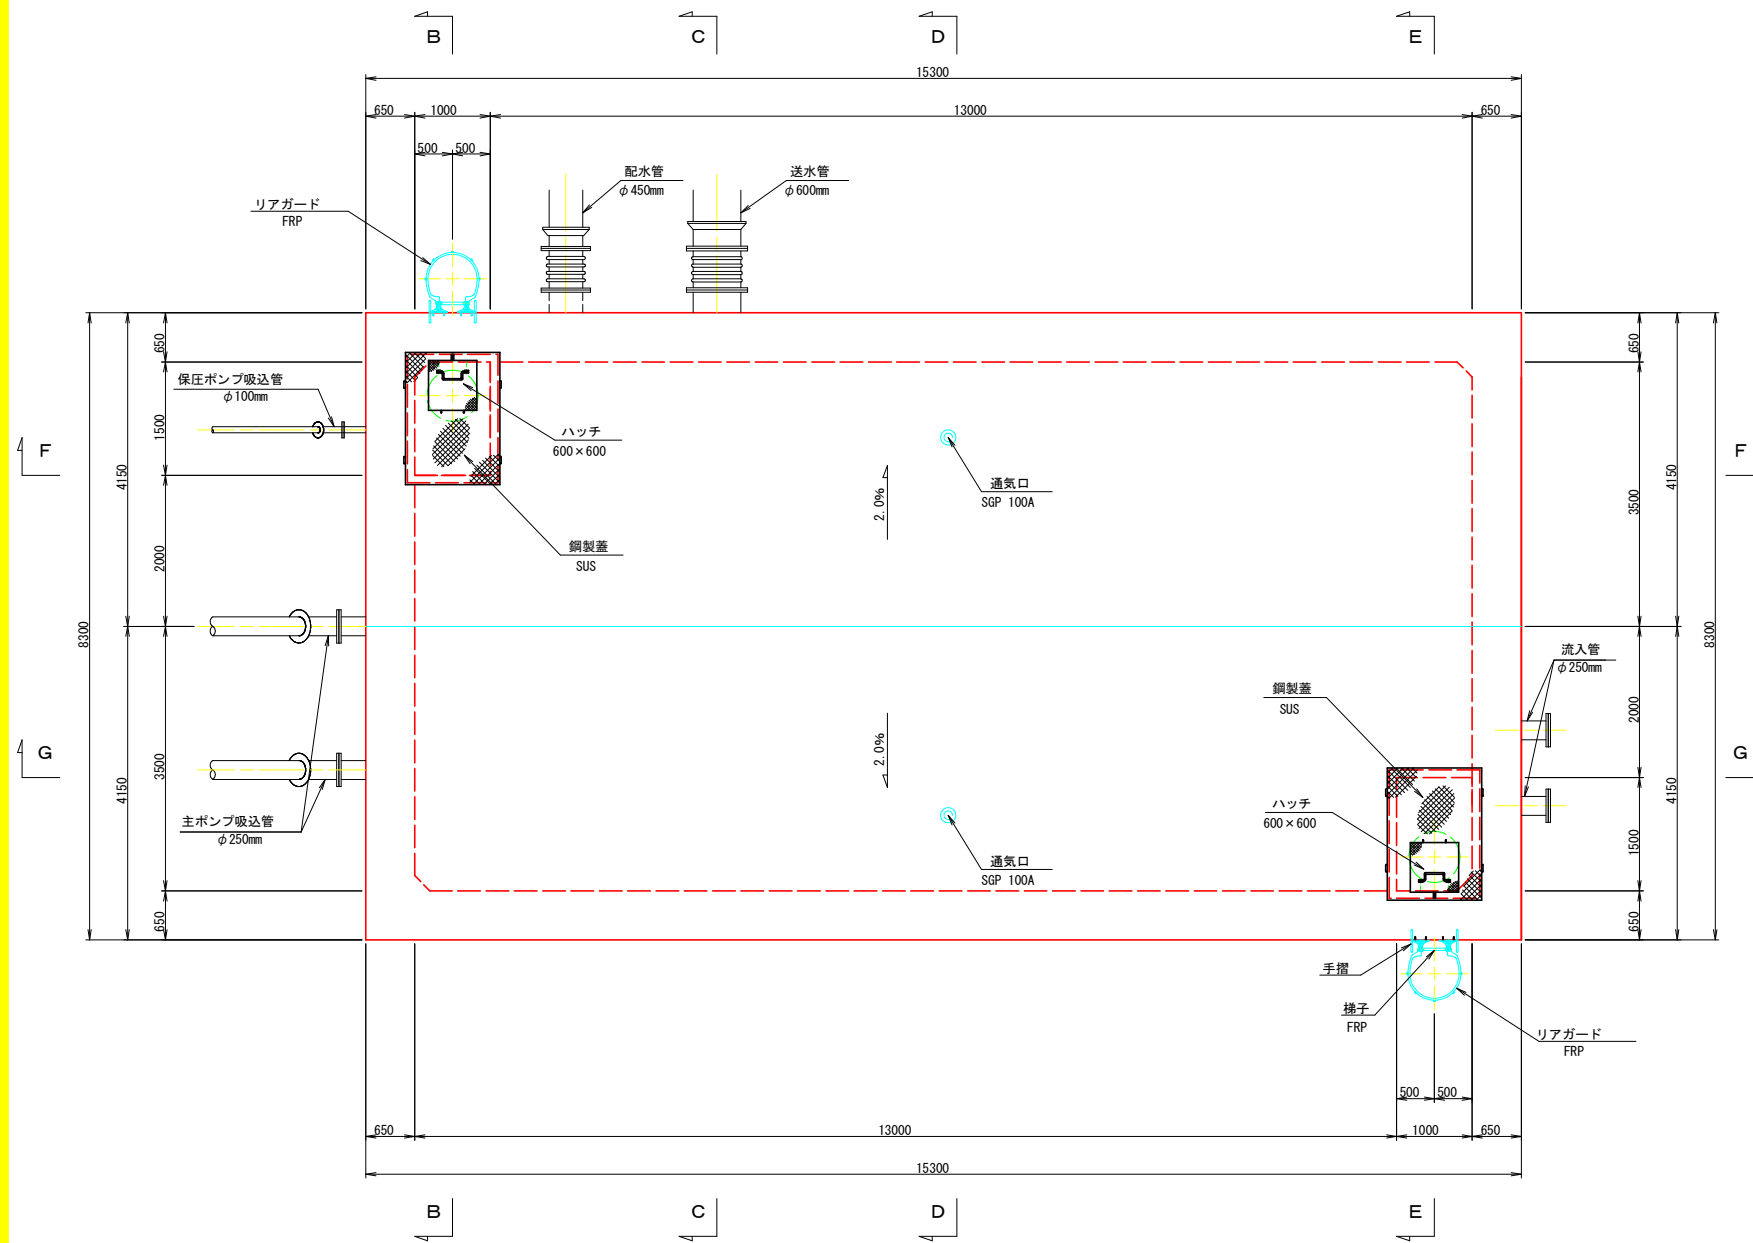 B
C
D
E
15300
650
1000
13000
650
500
500
配水管
φ450mm
送水管
φ600mm
リアガード
FRP
8300
4150
650
保圧ポンプ吸込管
φ100mm
1500
F
ハッチ
600×600
通気口
SGP 100A
2.0%
鋼製蓋
SUS
2000
650
3500
4150
F
8300
G
4150
3500
主ポンプ吸込管
φ250mm
650
2.0%
通気口
SGP 100A
鋼製蓋
SUS
ハッチ
600×600
流入管
φ250mm
2000
4150
1500
650
G
手摺
梯子
FRP
リアガード
FRP
500
500
650
13000
1000
650
15300
B
C
D
E